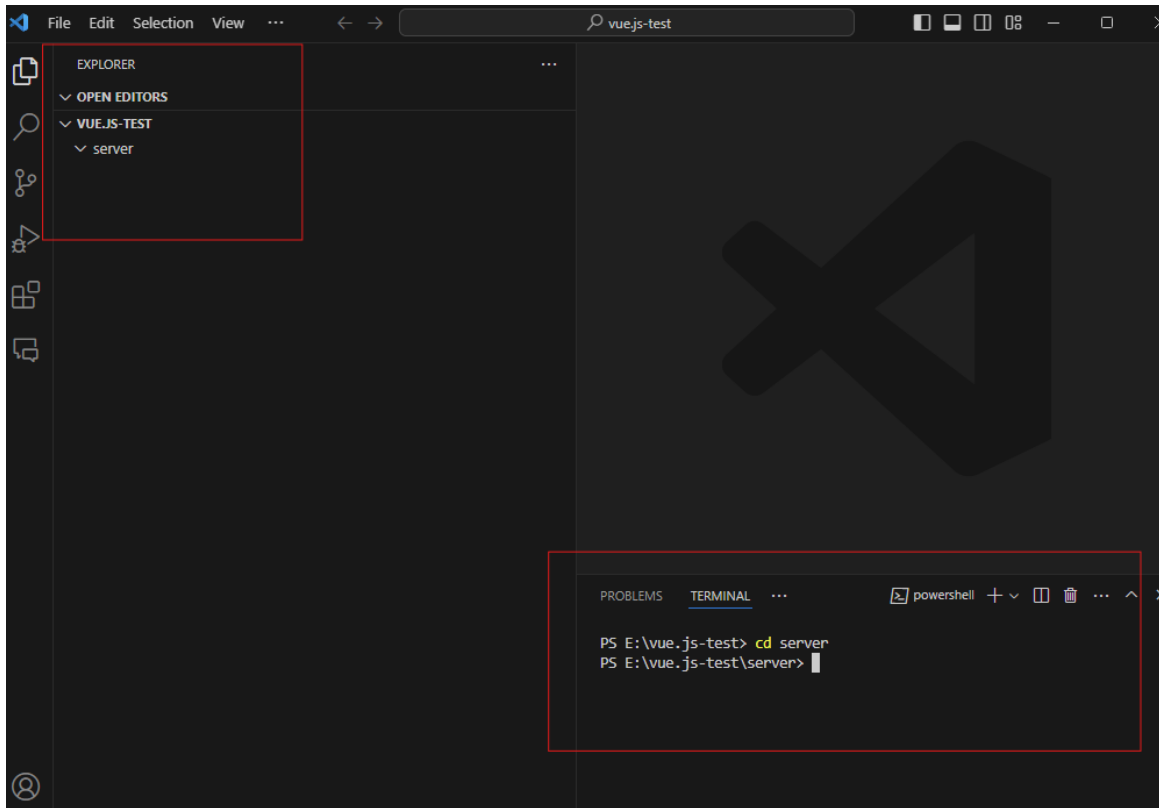 File Edit Selection View ··· ← → vue.js-test
EXPLORER ···
OPEN EDITORS
VUE.JS-TEST
server
PROBLEMS TERMINAL ··· powershell
PS E:\vue.js-test> cd server
PS E:\vue.js-test\server>